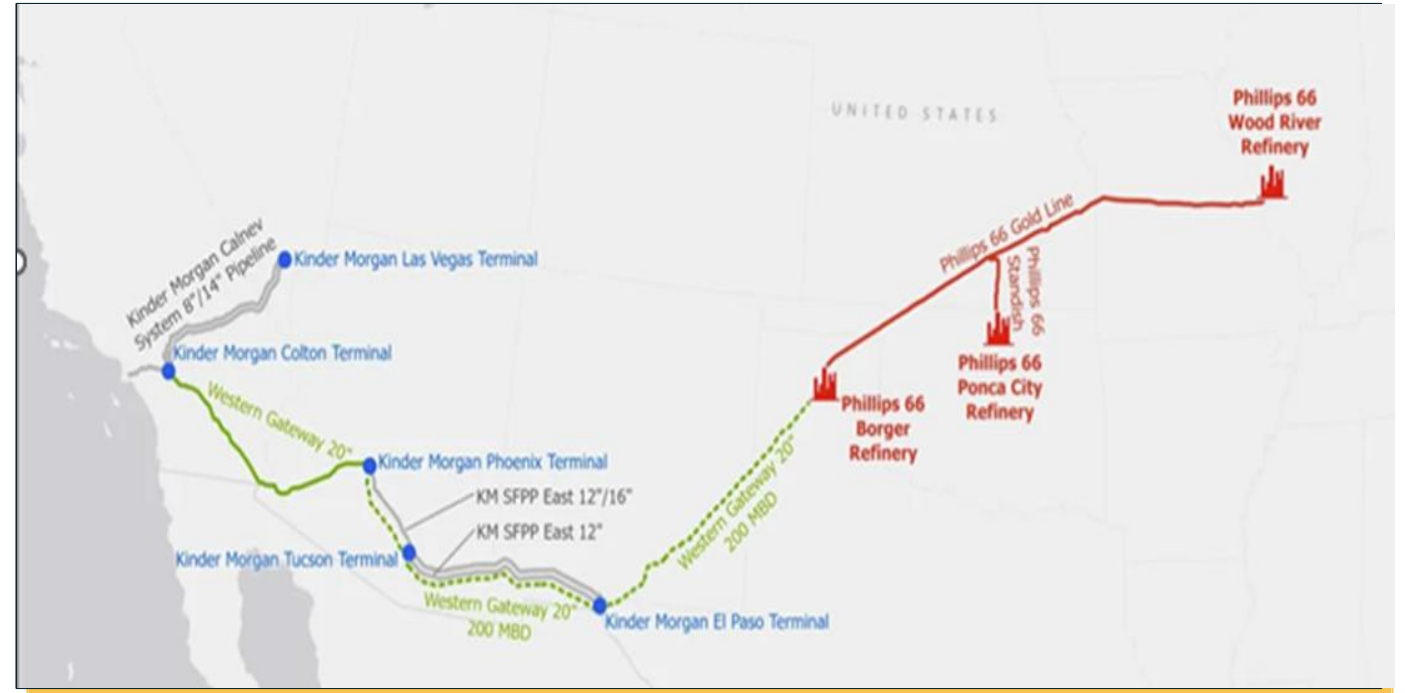 UNITED STATES
Phillips 66
Wood River
Refinery
Phillips 66 Gold Line
Phillips 66
Standish
Kinder Morgan Calnev
System 8"/14" Pipeline
Kinder Morgan Las Vegas Terminal
Kinder Morgan Colton Terminal
Phillips 66
Ponca City
Refinery
Western Gateway 20"
Phillips 66
Borger
Refinery
Kinder Morgan Phoenix Terminal
KM SFPP East 12"/16"
KM SFPP East 12"
Western Gateway 20"
200 MBD
Kinder Morgan Tucson Terminal
Western Gateway 20"
200 MBD
Kinder Morgan El Paso Terminal